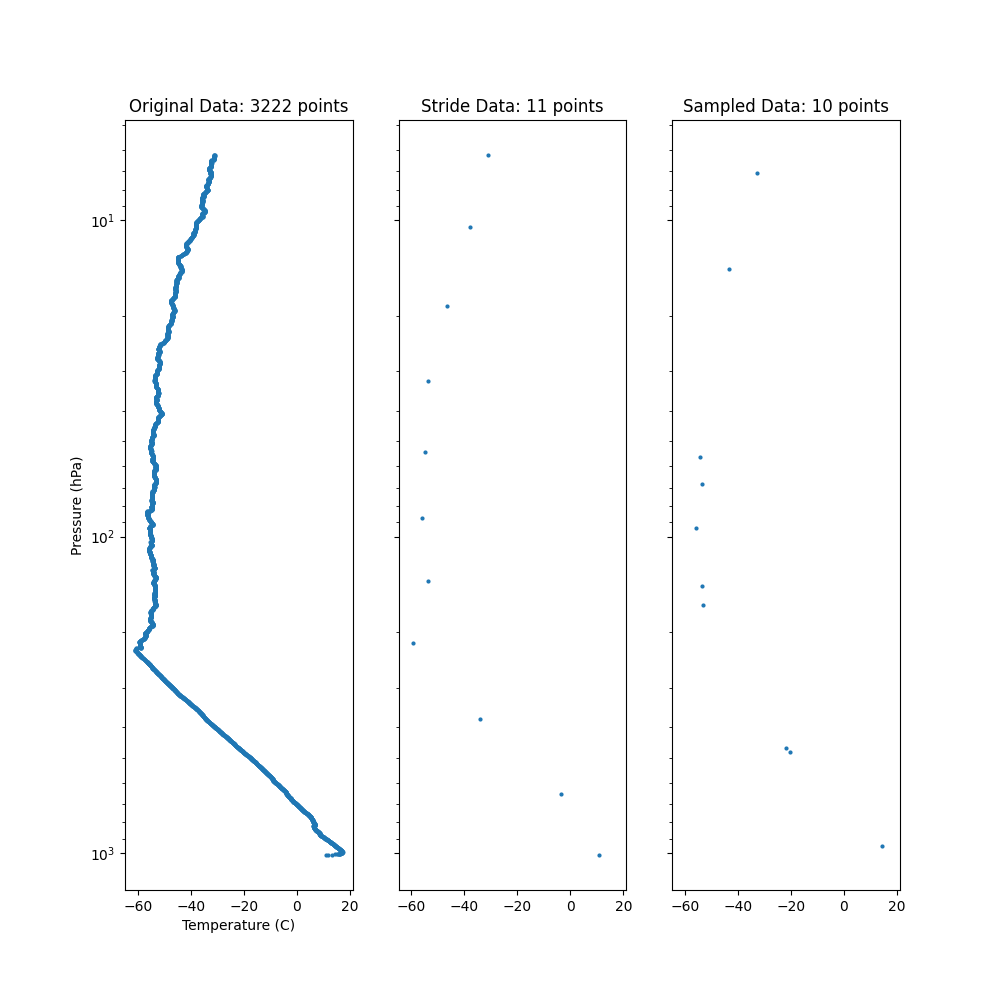 Original Data: 3222 points
Stride Data: 11 points
Sampled Data: 10 points
Pressure (hPa)
10¹
10²
10³
−60 −40 −20 0 20
−60 −40 −20 0 20
−60 −40 −20 0 20
Temperature (C)